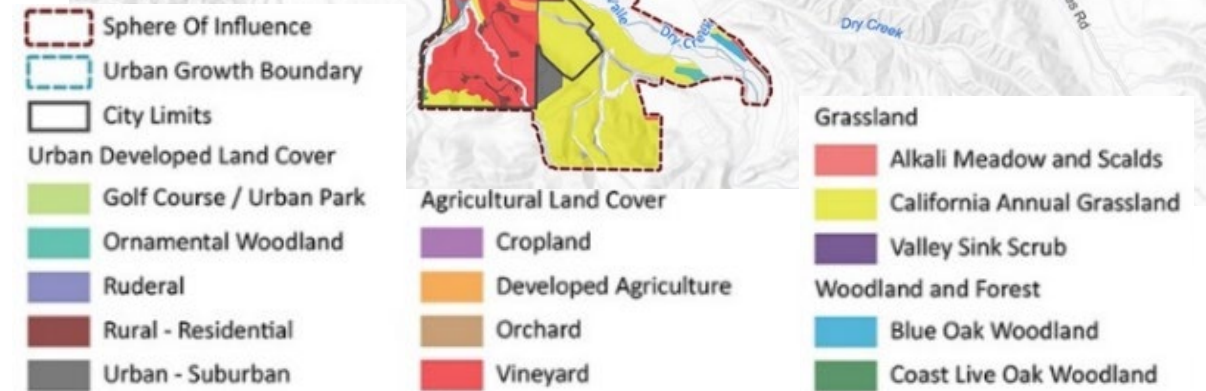 Valle
Dry Creek
Dry Creek
Rd
Sphere Of Influence
Urban Growth Boundary
City Limits
Urban Developed Land Cover
Golf Course / Urban Park
Ornamental Woodland
Ruderal
Rural - Residential
Urban - Suburban
Agricultural Land Cover
Cropland
Developed Agriculture
Orchard
Vineyard
Grassland
Alkali Meadow and Scalds
California Annual Grassland
Valley Sink Scrub
Woodland and Forest
Blue Oak Woodland
Coast Live Oak Woodland